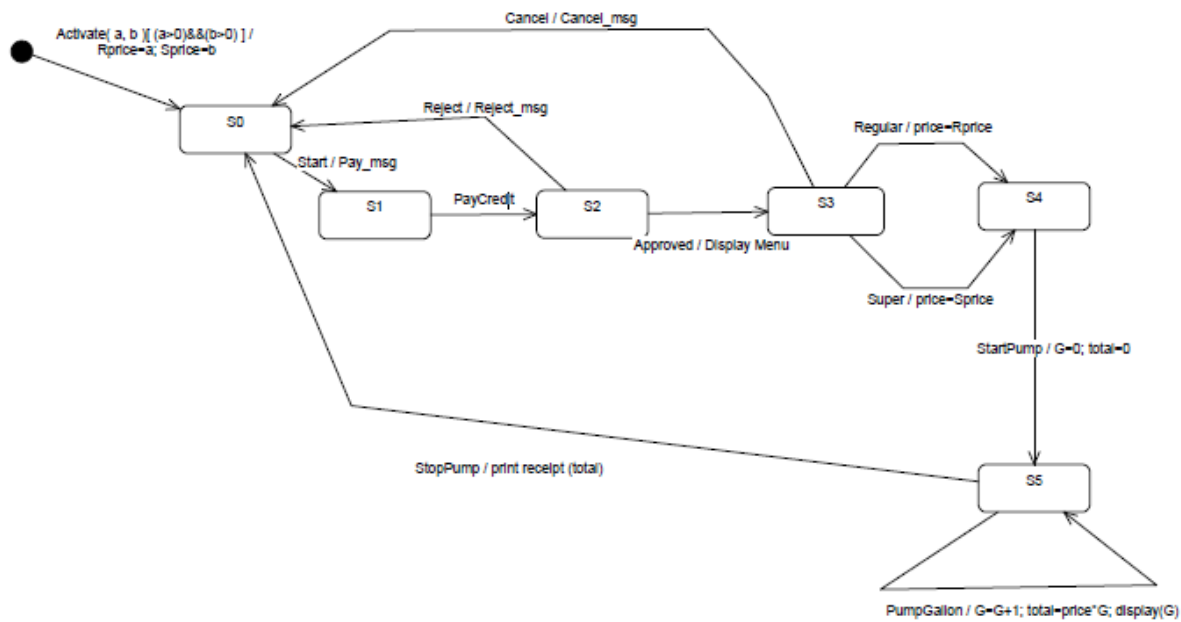 Cancel / Cancel_msg
Activate( a, b )[ (a>0)&&(b>0) ] /
Rprice=a; Sprice=b
S0
Reject / Reject_msg
Regular / price=Rprice
Start / Pay_msg
S1
PayCredit
S2
S3
S4
Approved / Display Menu
Super / price=Sprice
StartPump / G=0; total=0
StopPump / print receipt (total)
S5
PumpGallon / G=G+1; total=price*G; display(G)